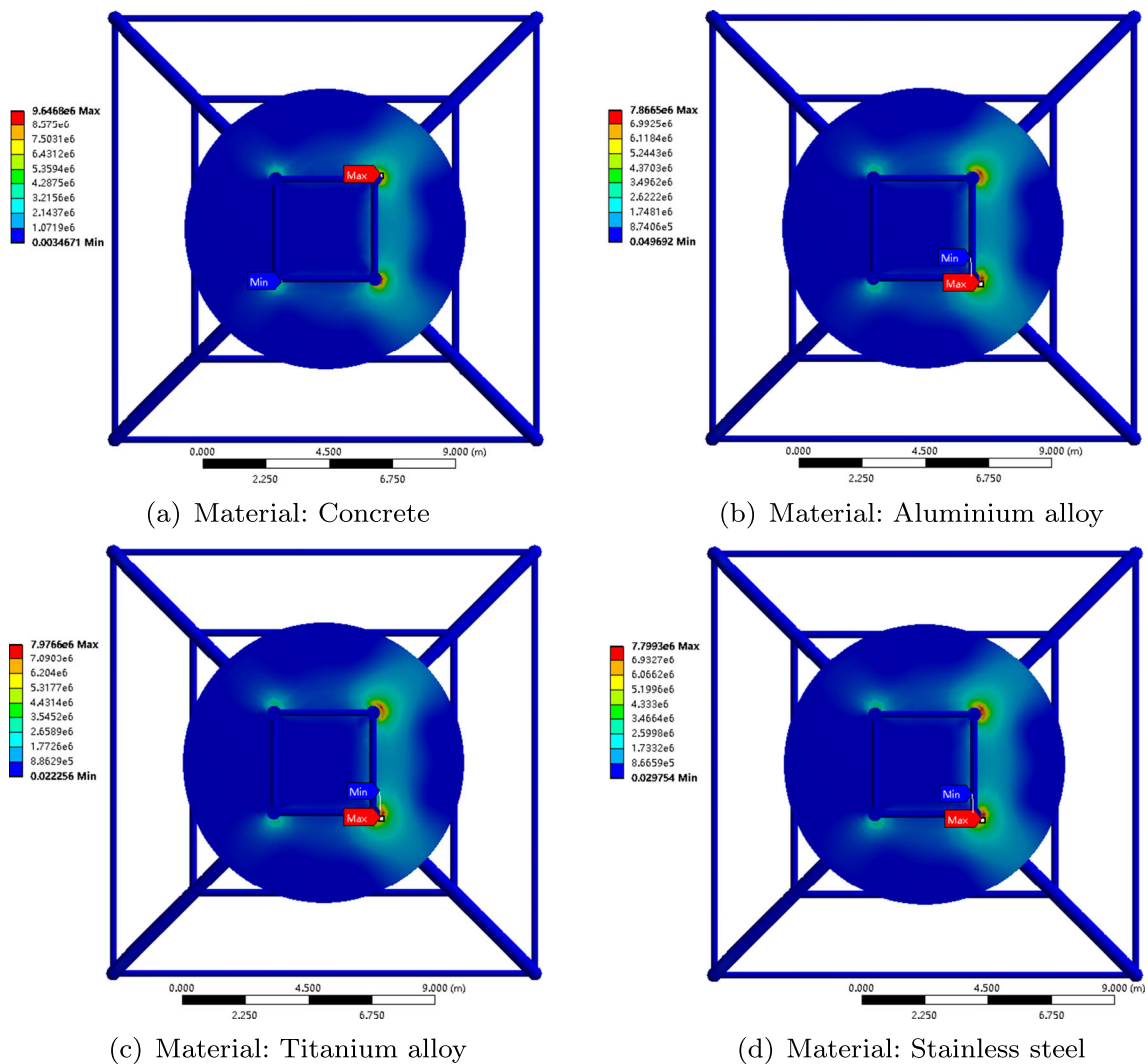 9.6468e6 Max
8.575e6
7.5031e6
6.4312e6
5.3594e6
4.2875e6
3.2156e6
2.1437e6
1.0719e6
0.0034671 Min
Max
Min
0.000 4.500 9.000 (m)
2.250 6.750
(a) Material: Concrete
7.8665e6 Max
6.9925e6
6.1184e6
5.2443e6
4.3703e6
3.4962e6
2.6222e6
1.7481e6
8.7406e5
0.049692 Min
Min
Max
0.000 4.500 9.000 (m)
2.250 6.750
(b) Material: Aluminium alloy
7.9766e6 Max
7.0903e6
6.204e6
5.3177e6
4.4314e6
3.5452e6
2.6589e6
1.7726e6
8.8629e5
0.022256 Min
Min
Max
0.000 4.500 9.000 (m)
2.250 6.750
(c) Material: Titanium alloy
7.7993e6 Max
6.9327e6
6.0662e6
5.1996e6
4.333e6
3.4664e6
2.5998e6
1.7332e6
8.6659e5
0.029754 Min
Min
Max
0.000 4.500 9.000 (m)
2.250 6.750
(d) Material: Stainless steel